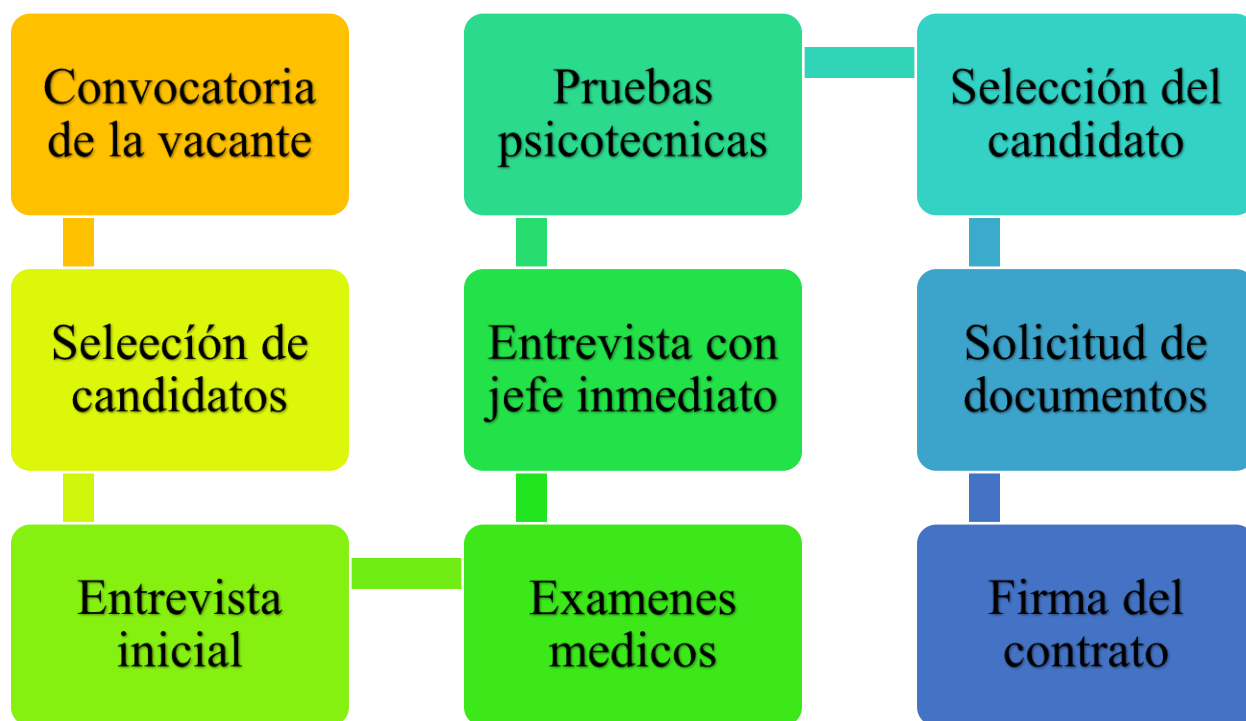 Convocatoria
de la vacante
Seleecíón de
candidatos
Entrevista
inicial
Examenes
medicos
Entrevista con
jefe inmediato
Pruebas
psicotecnicas
Selección del
candidato
Solicitud de
documentos
Firma del
contrato